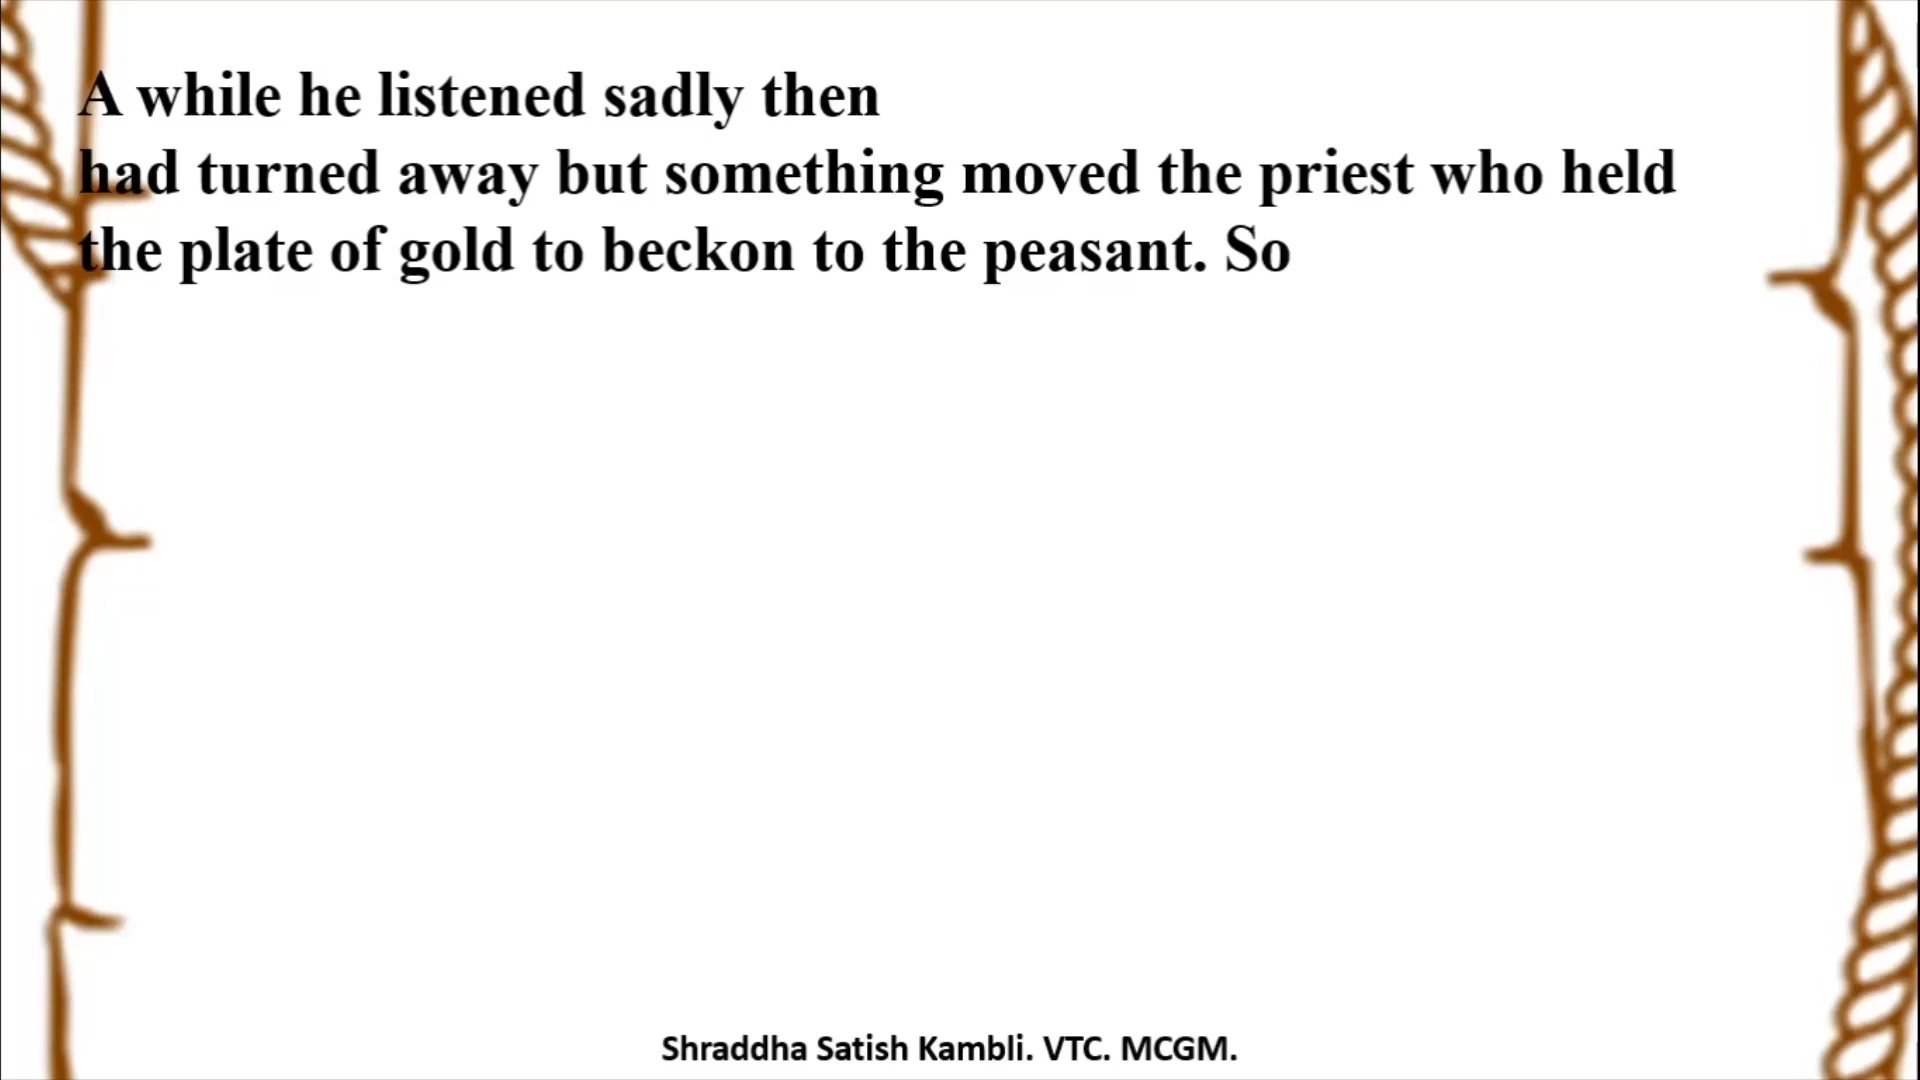 A while he listened sadly then
had turned away but something moved the priest who held
the plate of gold to beckon to the peasant. So
Shraddha Satish Kambli. VTC. MCGM.